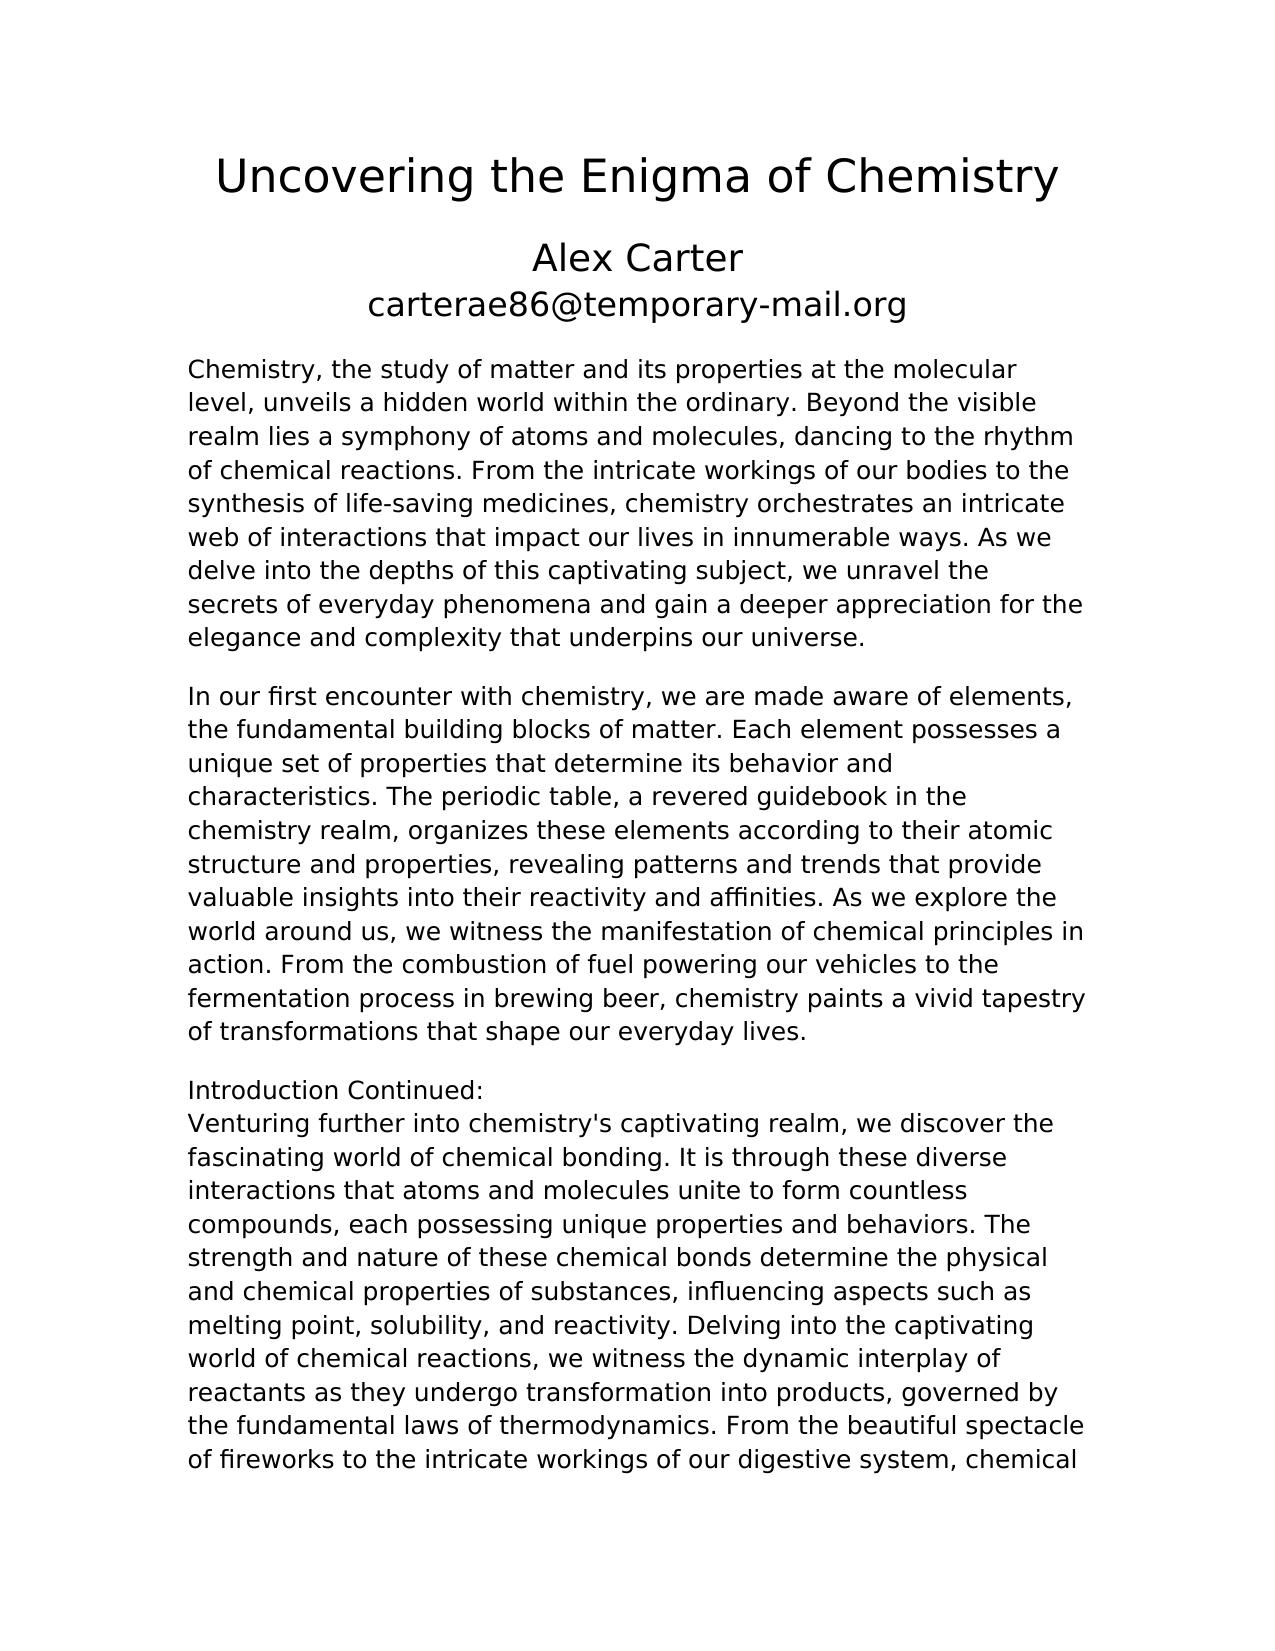 Uncovering the Enigma of Chemistry
Alex Carter
carterae86@temporary-mail.org
Chemistry, the study of matter and its properties at the molecular
level, unveils a hidden world within the ordinary. Beyond the visible
realm lies a symphony of atoms and molecules, dancing to the rhythm
of chemical reactions. From the intricate workings of our bodies to the
synthesis of life-saving medicines, chemistry orchestrates an intricate
web of interactions that impact our lives in innumerable ways. As we
delve into the depths of this captivating subject, we unravel the
secrets of everyday phenomena and gain a deeper appreciation for the
elegance and complexity that underpins our universe.
In our first encounter with chemistry, we are made aware of elements,
the fundamental building blocks of matter. Each element possesses a
unique set of properties that determine its behavior and
characteristics. The periodic table, a revered guidebook in the
chemistry realm, organizes these elements according to their atomic
structure and properties, revealing patterns and trends that provide
valuable insights into their reactivity and affinities. As we explore the
world around us, we witness the manifestation of chemical principles in
action. From the combustion of fuel powering our vehicles to the
fermentation process in brewing beer, chemistry paints a vivid tapestry
of transformations that shape our everyday lives.
Introduction Continued:
Venturing further into chemistry's captivating realm, we discover the
fascinating world of chemical bonding. It is through these diverse
interactions that atoms and molecules unite to form countless
compounds, each possessing unique properties and behaviors. The
strength and nature of these chemical bonds determine the physical
and chemical properties of substances, influencing aspects such as
melting point, solubility, and reactivity. Delving into the captivating
world of chemical reactions, we witness the dynamic interplay of
reactants as they undergo transformation into products, governed by
the fundamental laws of thermodynamics. From the beautiful spectacle
of fireworks to the intricate workings of our digestive system, chemical